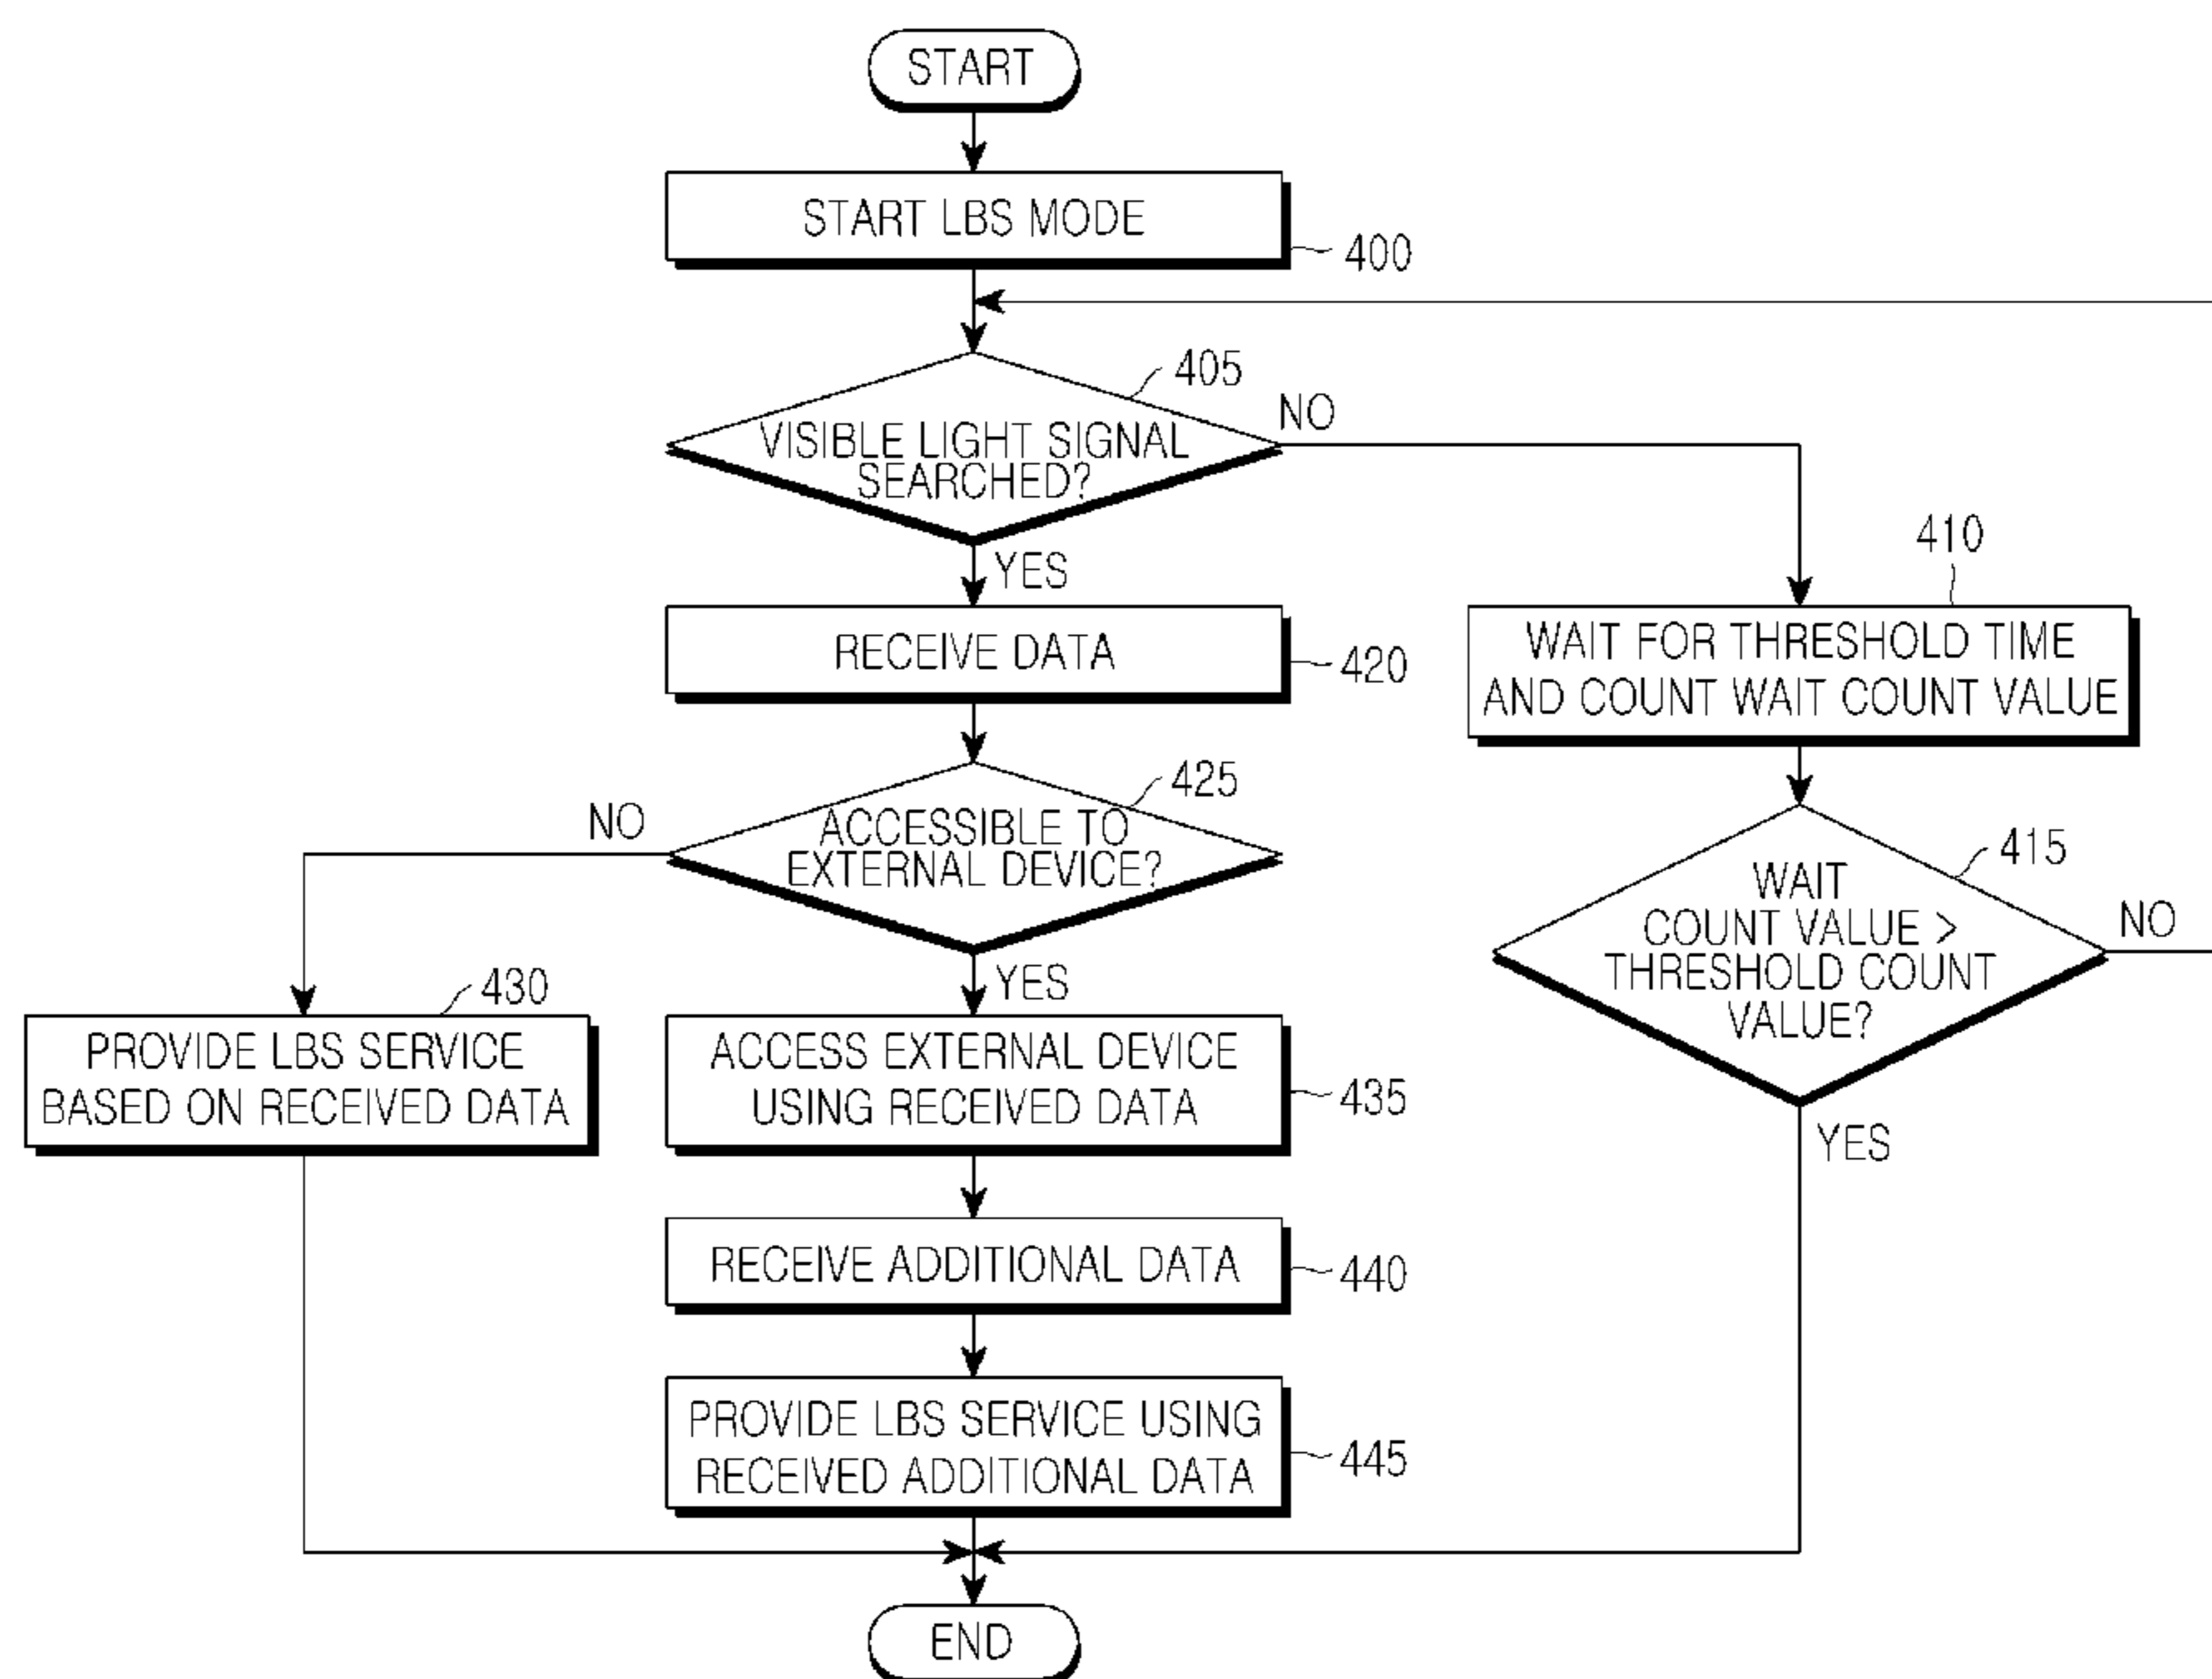 START
START LBS MODE
400
405
VISIBLE LIGHT SIGNAL
SEARCHED?
NO
YES
410
WAIT FOR THRESHOLD TIME
AND COUNT WAIT COUNT VALUE
RECEIVE DATA
420
425
ACCESSIBLE TO
EXTERNAL DEVICE?
NO
YES
415
WAIT
COUNT VALUE >
THRESHOLD COUNT
VALUE?
NO
YES
430
PROVIDE LBS SERVICE
BASED ON RECEIVED DATA
ACCESS EXTERNAL DEVICE
USING RECEIVED DATA
435
RECEIVE ADDITIONAL DATA
440
PROVIDE LBS SERVICE USING
RECEIVED ADDITIONAL DATA
445
END